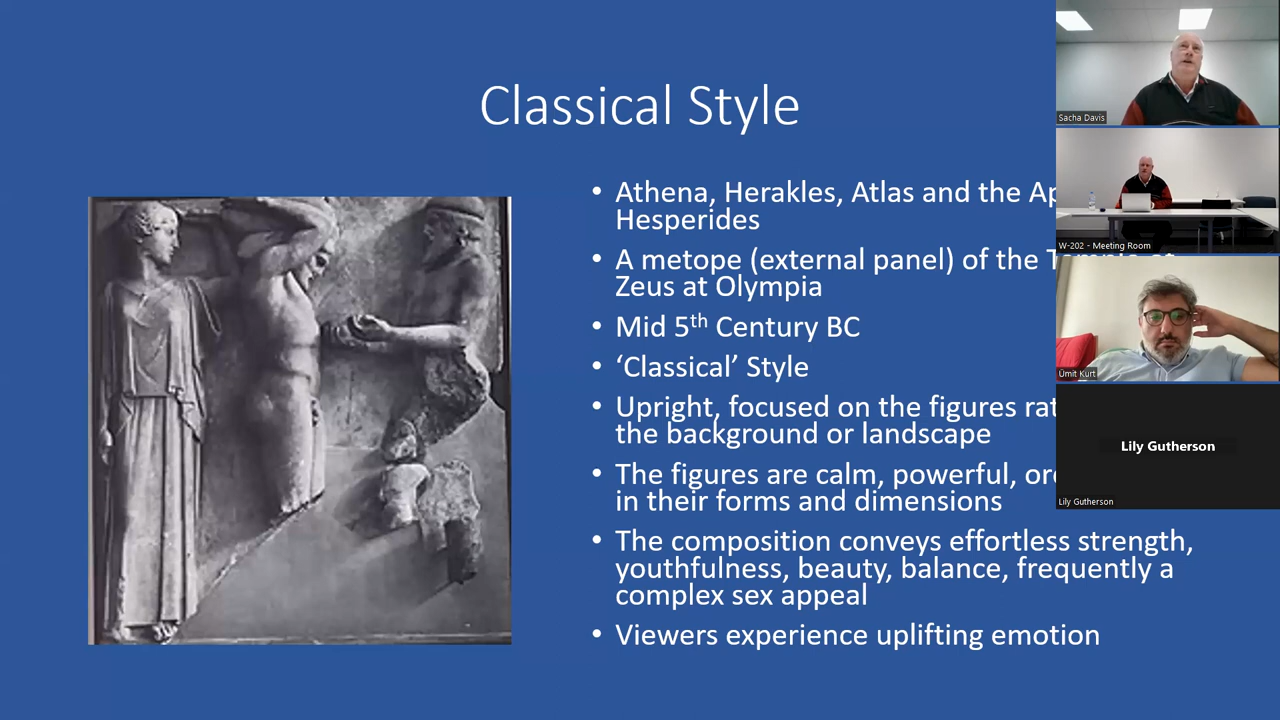 Classical Style
• Athena, Herakles, Atlas and the
Hesperides
• A metope (external panel) of the
Zeus at Olympia
• Mid 5th Century BC
• ‘Classical’ Style
• Upright, focused on the figures
the background or landscape
• The figures are calm, powerful,
in their forms and dimensions
• The composition conveys effortless strength,
youthfulness, beauty, balance, frequently a
complex sex appeal
• Viewers experience uplifting emotion
Sacha Davis
W-202 - Meeting Room
Ümit Kurt
Lily Gutherson
Lily Gutherson